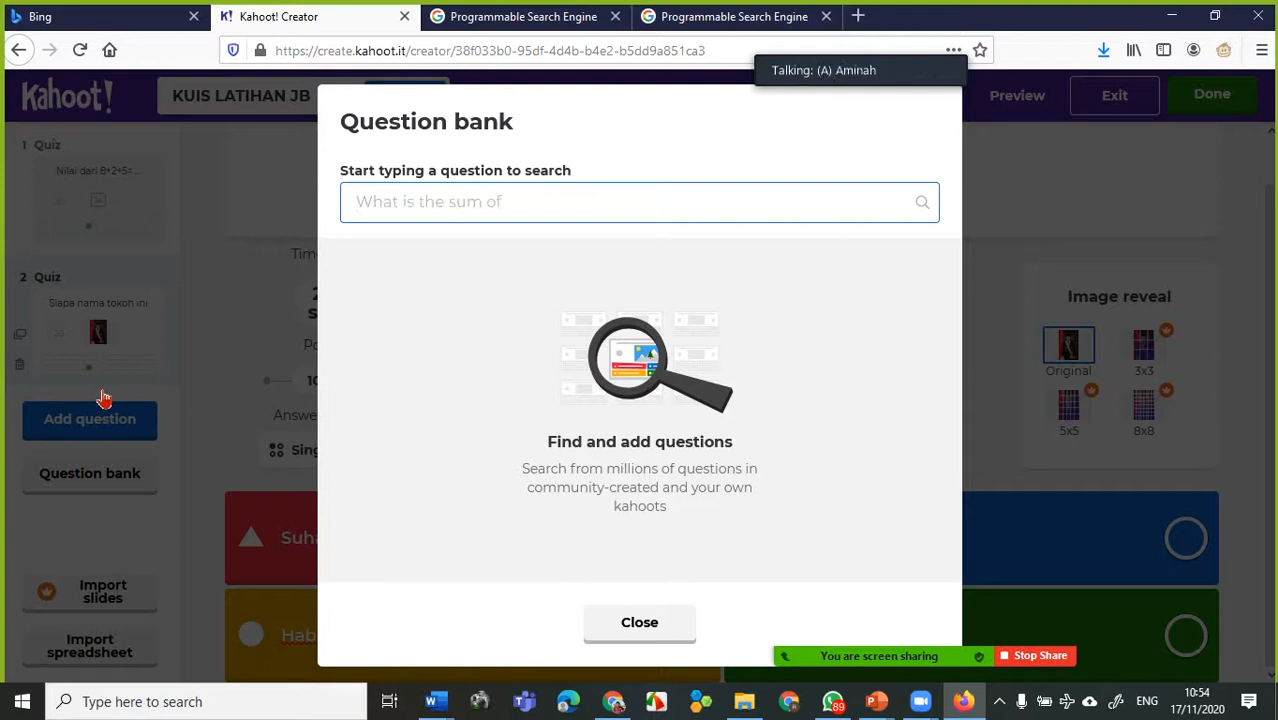 Bing
Kahoot! Creator
Programmable Search Engine
Programmable Search Engine
https://create.kahoot.it/creator/38f033b0-95df-4d4b-b4e2-b5dd9a851ca3
Talking: (A) Aminah
Kahoot!
KUIS LATIHAN JB
Preview
Exit
Done
1 Quiz
Nilai dari 8+2+5=...
2 Quiz
Siapa nama tokoh ini
Add question
Question bank
Import slides
Import spreadsheet
Question bank
Start typing a question to search
What is the sum of
Find and add questions
Search from millions of questions in
community-created and your own
kahoots
Close
Image reveal
Original
3x3
5x5
8x8
You are screen sharing
Stop Share
Type here to search
89
ENG
10:54
17/11/2020